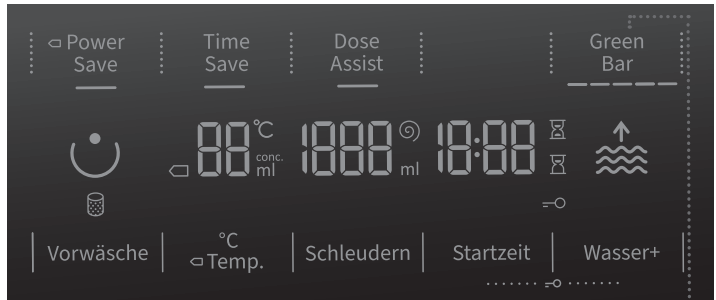 Power
Save
Time
Save
Dose
Assist
Green
Bar
88
°C
conc.
ml
1888
ml
18:88
Vorwäsche
°C
Temp.
Schleudern
Startzeit
Wasser+